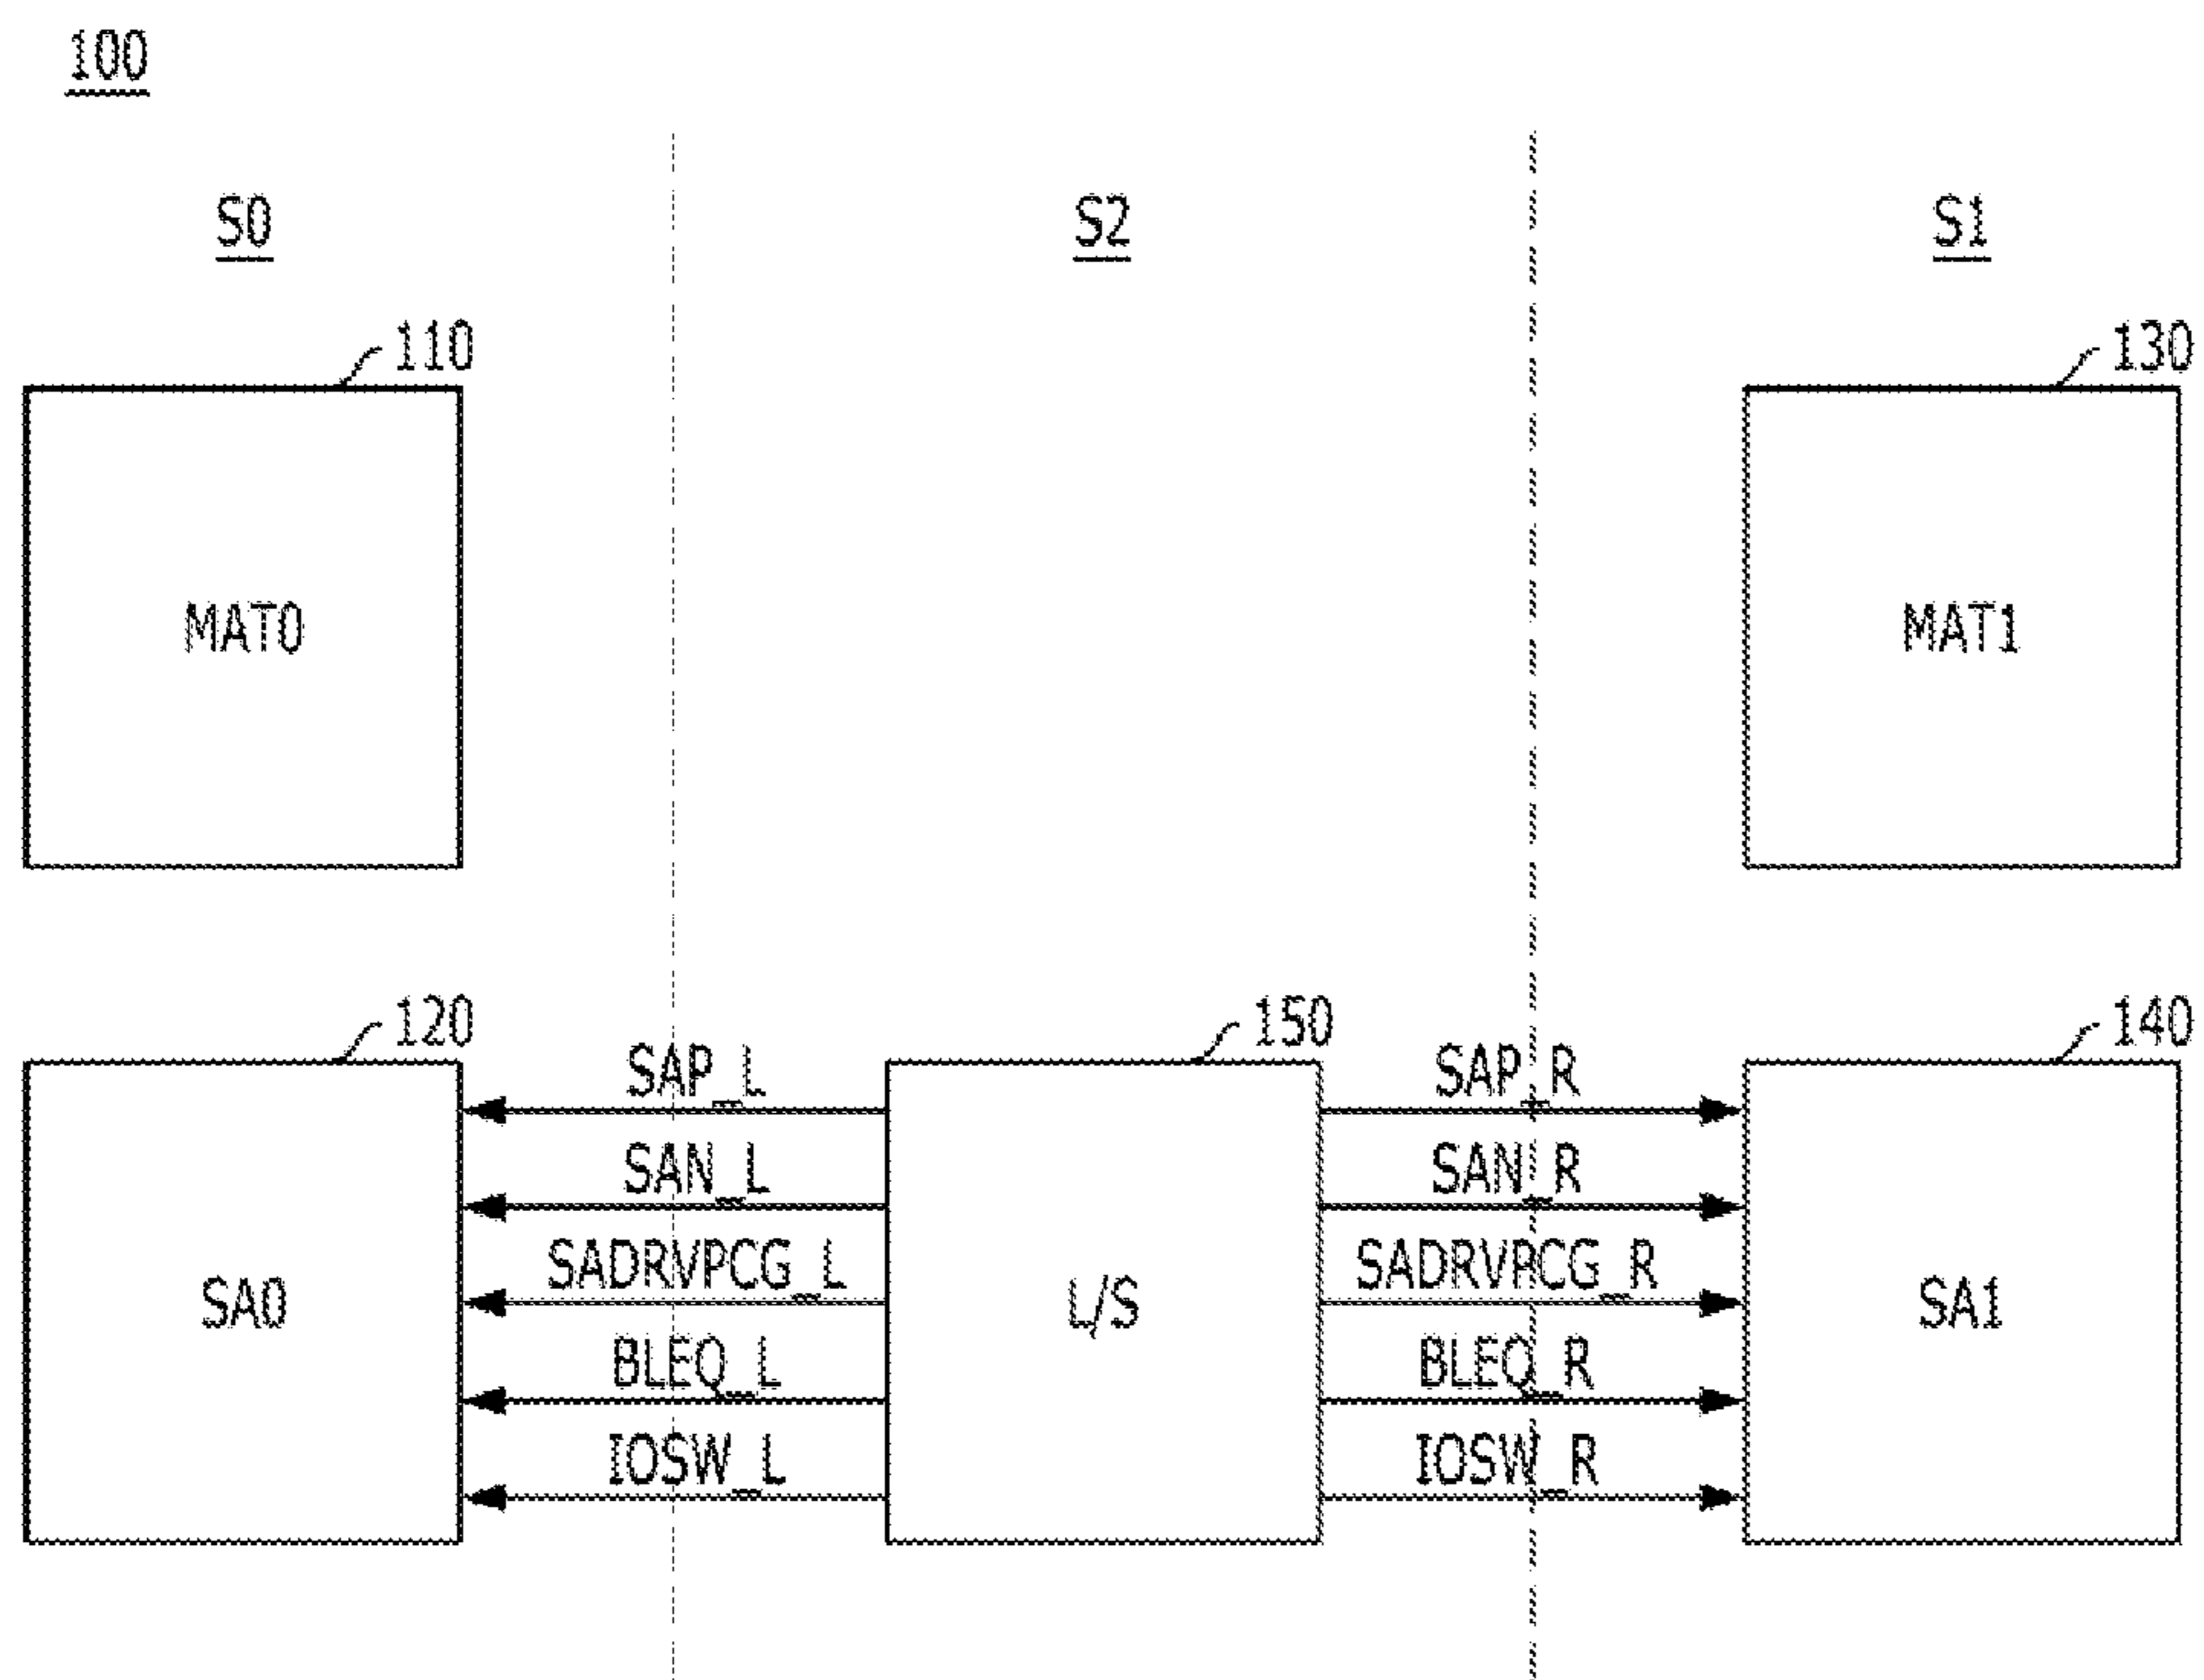 100
S0 S2 S1
110 130
MAT0 MAT1
120 150 140
SAP_L SAP_R
SAN_L SAN_R
SADRVPCG_L SADRVPCG_R
SA0 L/S SA1
BLEQ_L BLEQ_R
IOSW_L IOSW_R